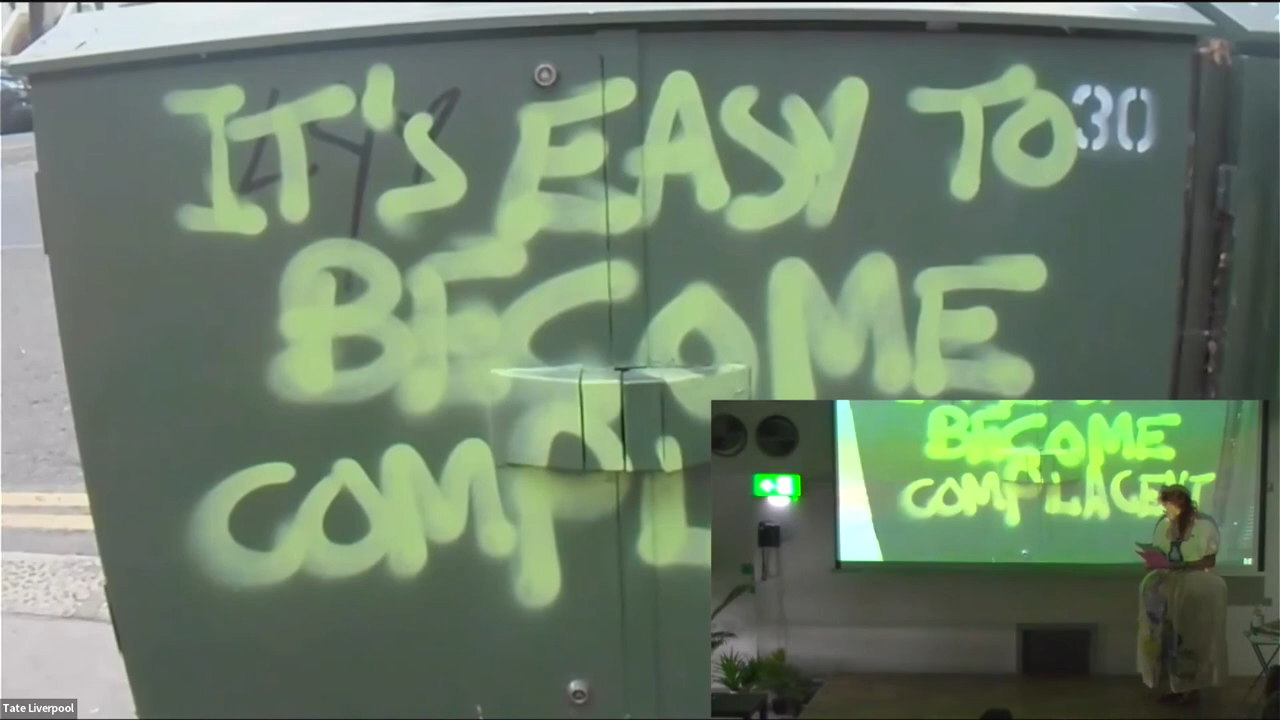 IT'S EASY TO
30
BECOME
COMPL
BECOME
COMPLACENT
Tate Liverpool